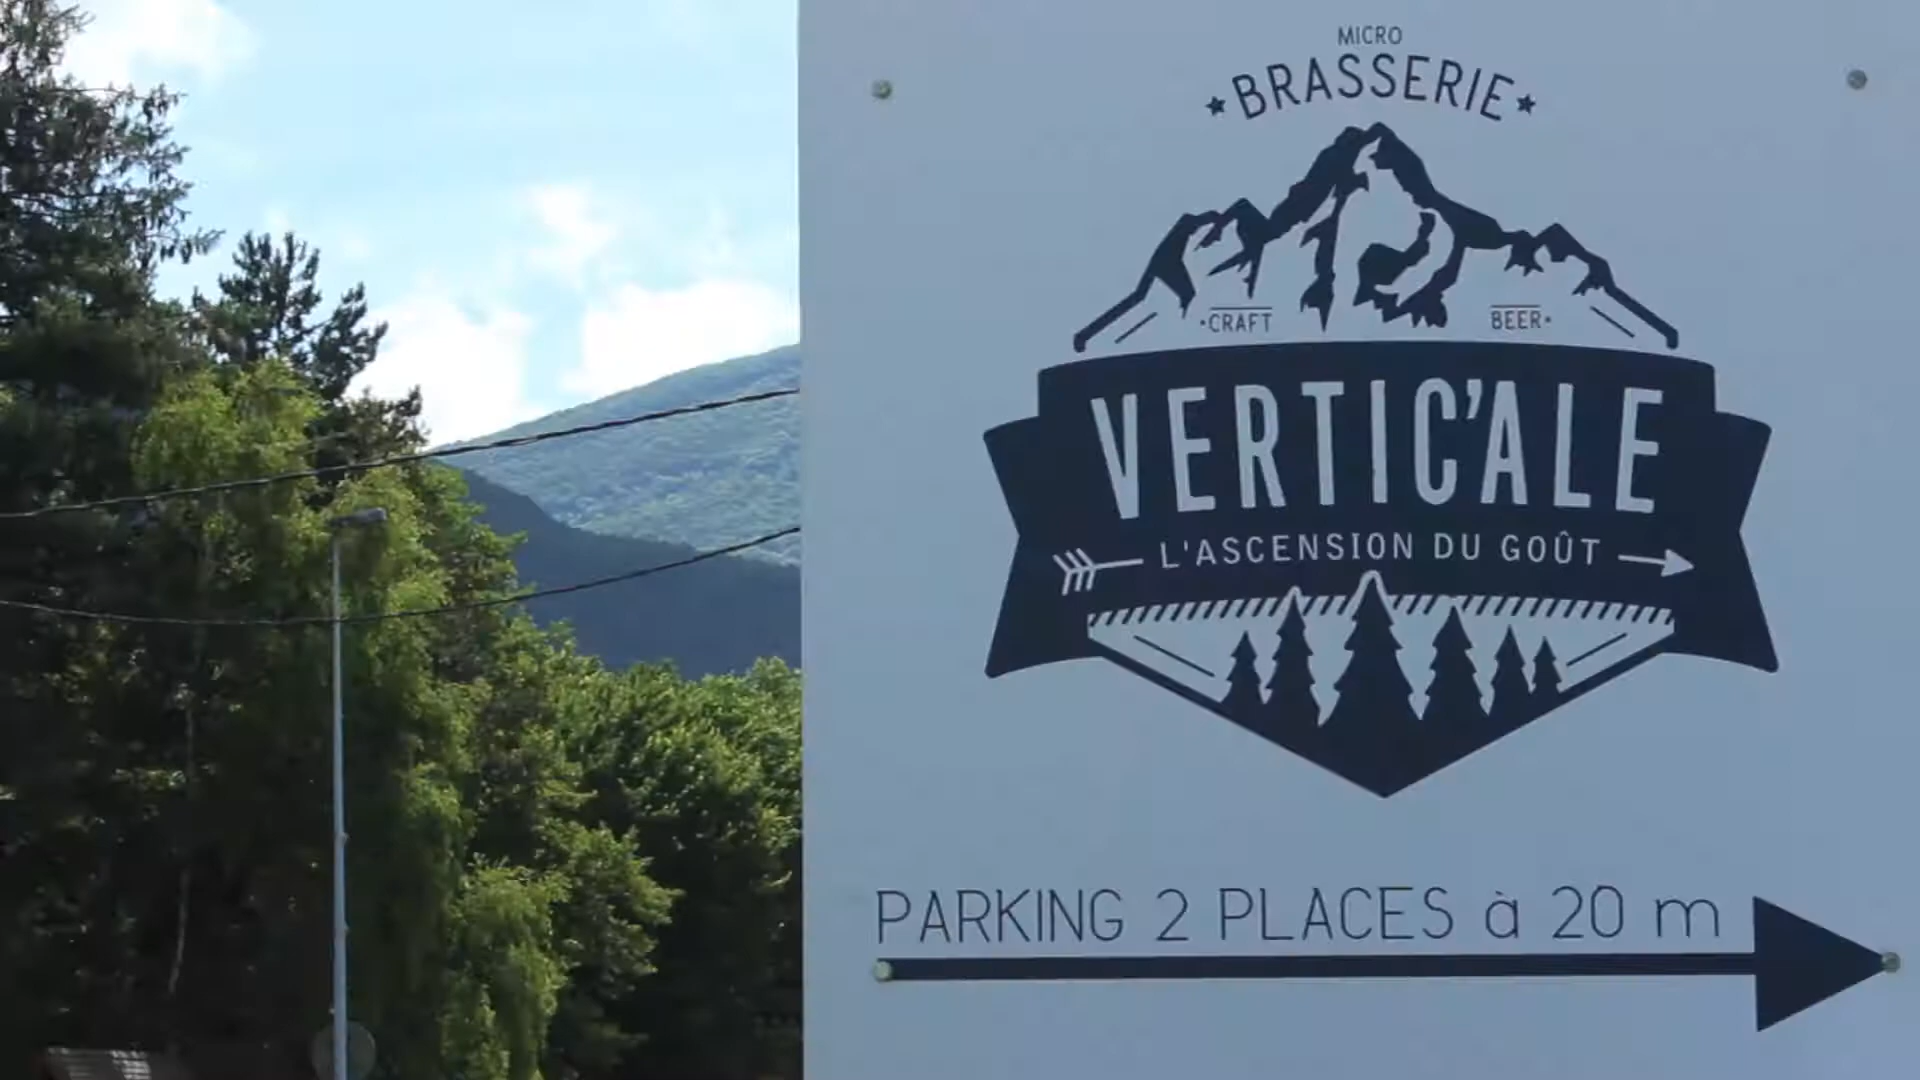 MICRO
BRASSERIE
CRAFT BEER
VERTIC'ALE
L'ASCENSION DU GOÛT
PARKING 2 PLACES à 20 m